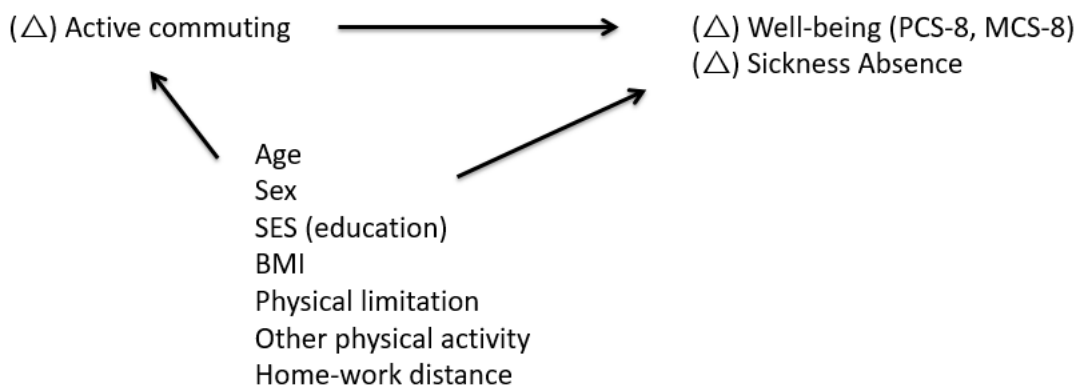 (△) Active commuting
(△) Well-being (PCS-8, MCS-8)
(△) Sickness Absence
Age
Sex
SES (education)
BMI
Physical limitation
Other physical activity
Home-work distance